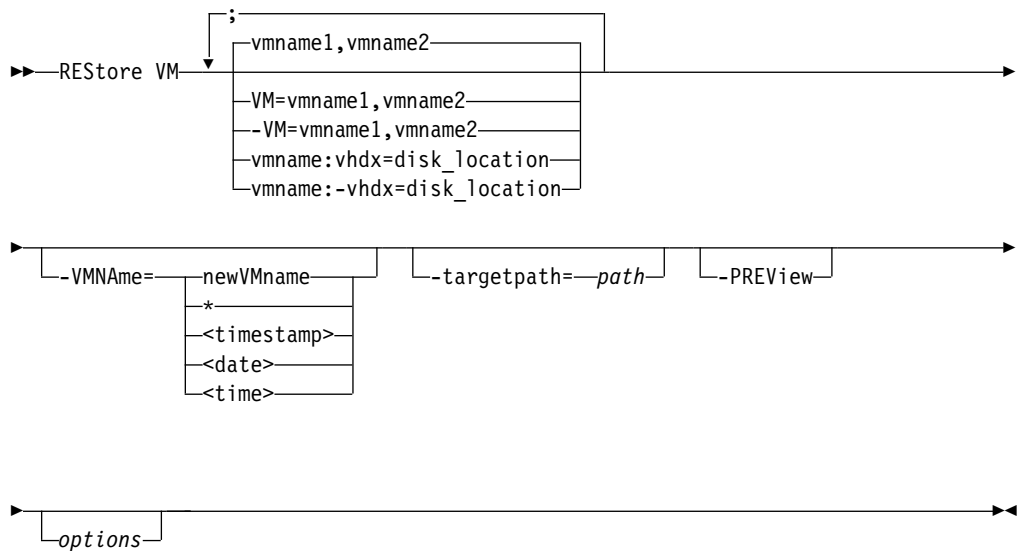 ;
vmname1,vmname2
REStore VM
VM=vmname1,vmname2
-VM=vmname1,vmname2
vmname:vhdx=disk_location
vmname:-vhdx=disk_location
-VMNAme= newVMname -targetpath= path -PREView
*
<timestamp>
<date>
<time>
options